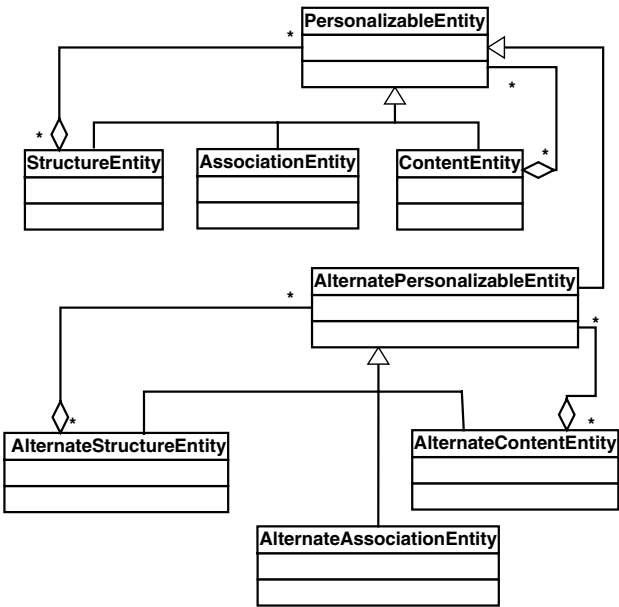 PersonalizableEntity
*
*
*
*
StructureEntity
AssociationEntity
ContentEntity
AlternatePersonalizableEntity
*
*
*
*
AlternateStructureEntity
AlternateContentEntity
AlternateAssociationEntity